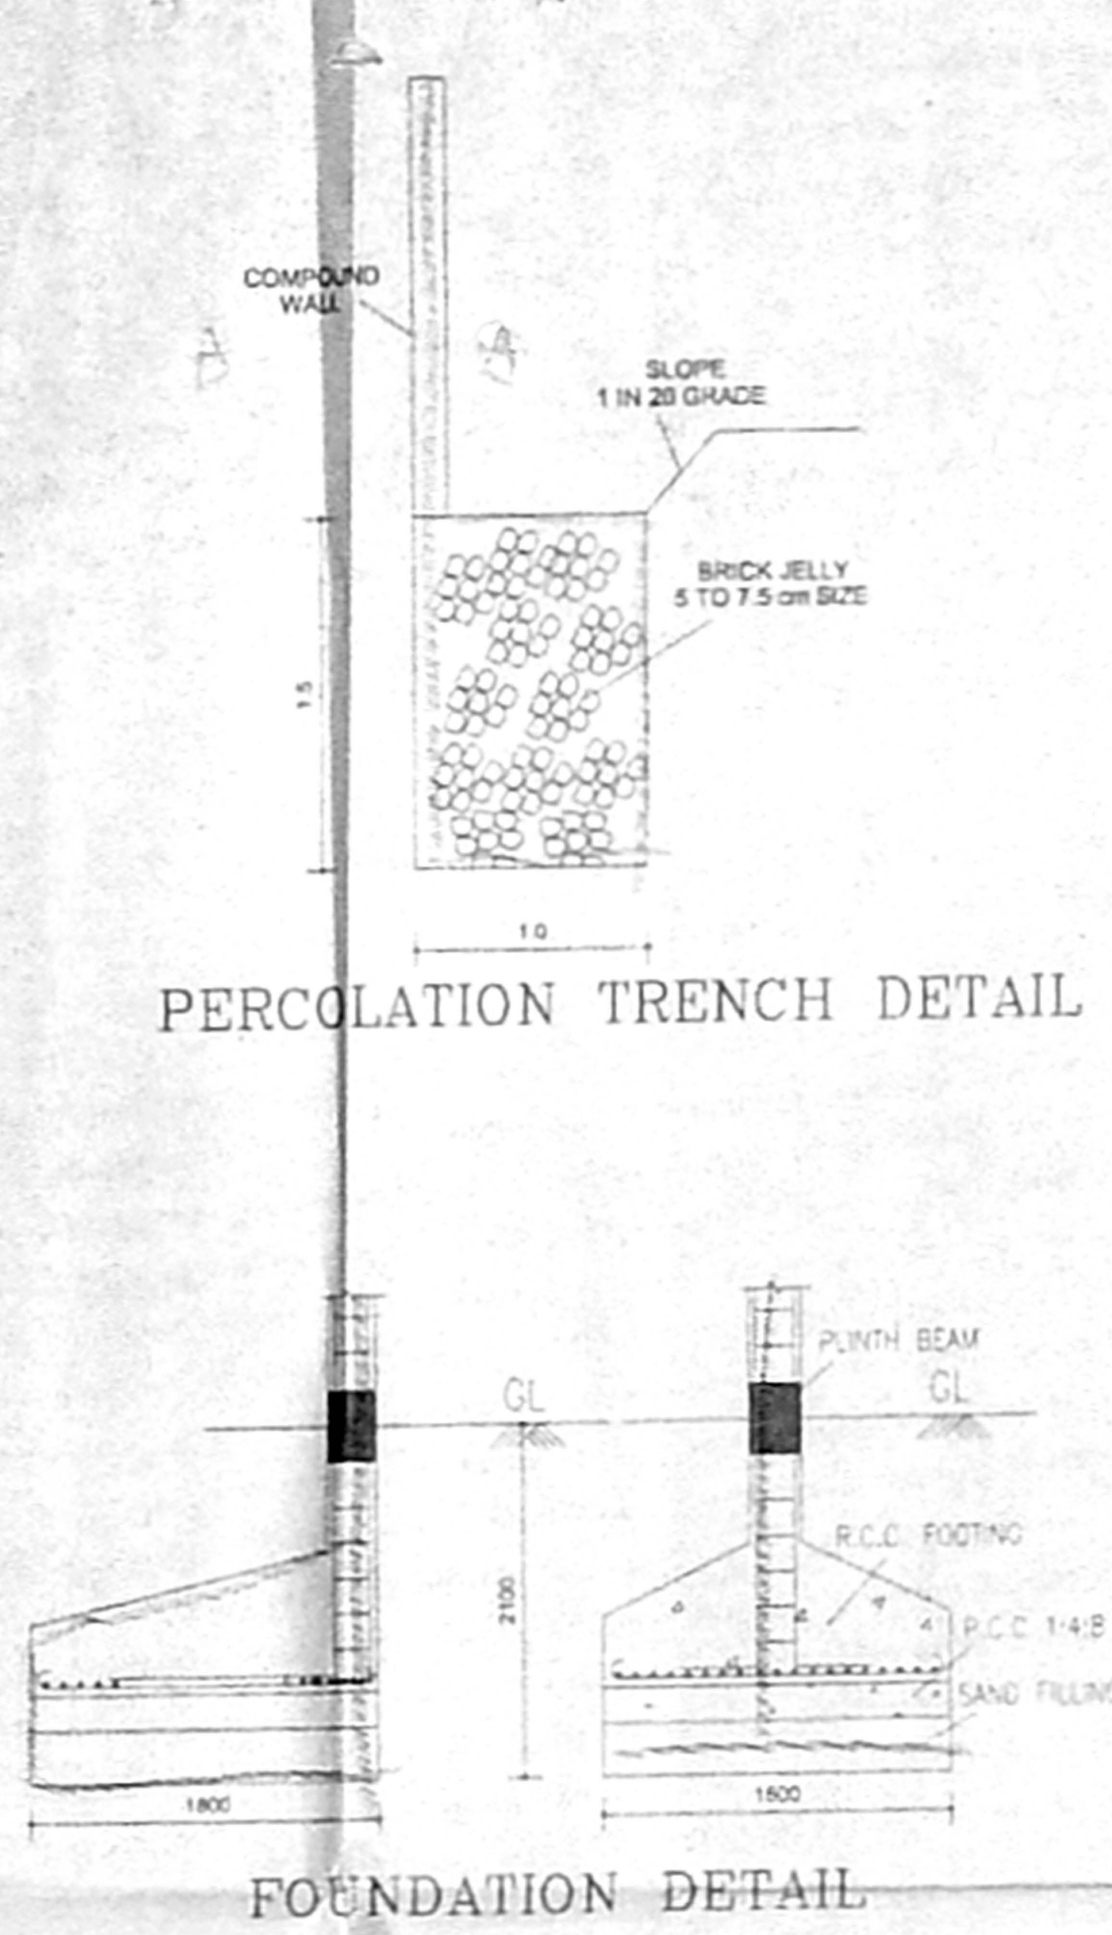 COMPOUND
WALL
SLOPE
1 IN 20 GRADE
BRICK JELLY
5 TO 7.5 cm SIZE
1.5
1.0
PERCOLATION TRENCH DETAIL
PLINTH BEAM
GL
GL
R.C.C. FOOTING
2100
P.C.C 1:4:8
SAND FILLING
1800
FOUNDATION DETAIL